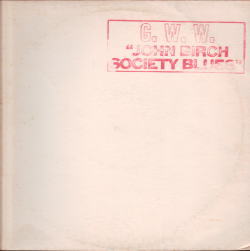 G. W. W.
"JOHN BIRCH
SOCIETY BLUES"